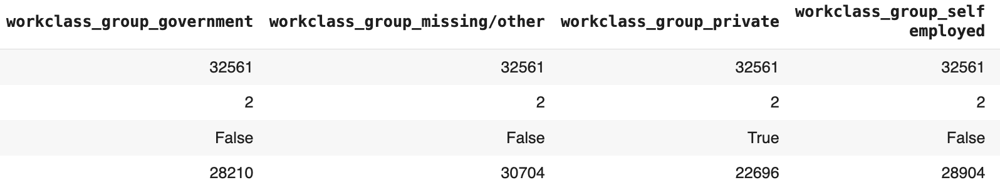 workclass_group_government workclass_group_missing/other workclass_group_private workclass_group_self employed
32561 32561 32561 32561
2 2 2 2
False False True False
28210 30704 22696 28904